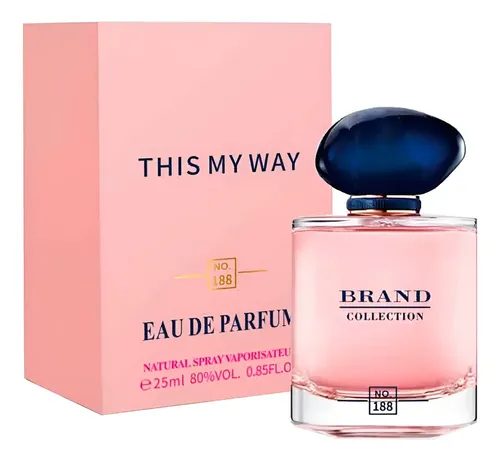 THIS MY WAY
NO.
188
EAU DE PARFUM
NATURAL SPRAY VAPORISATEU
℮25ml 80%VOL. 0.85FL.O
BRAND
COLLECTION
NO.
188